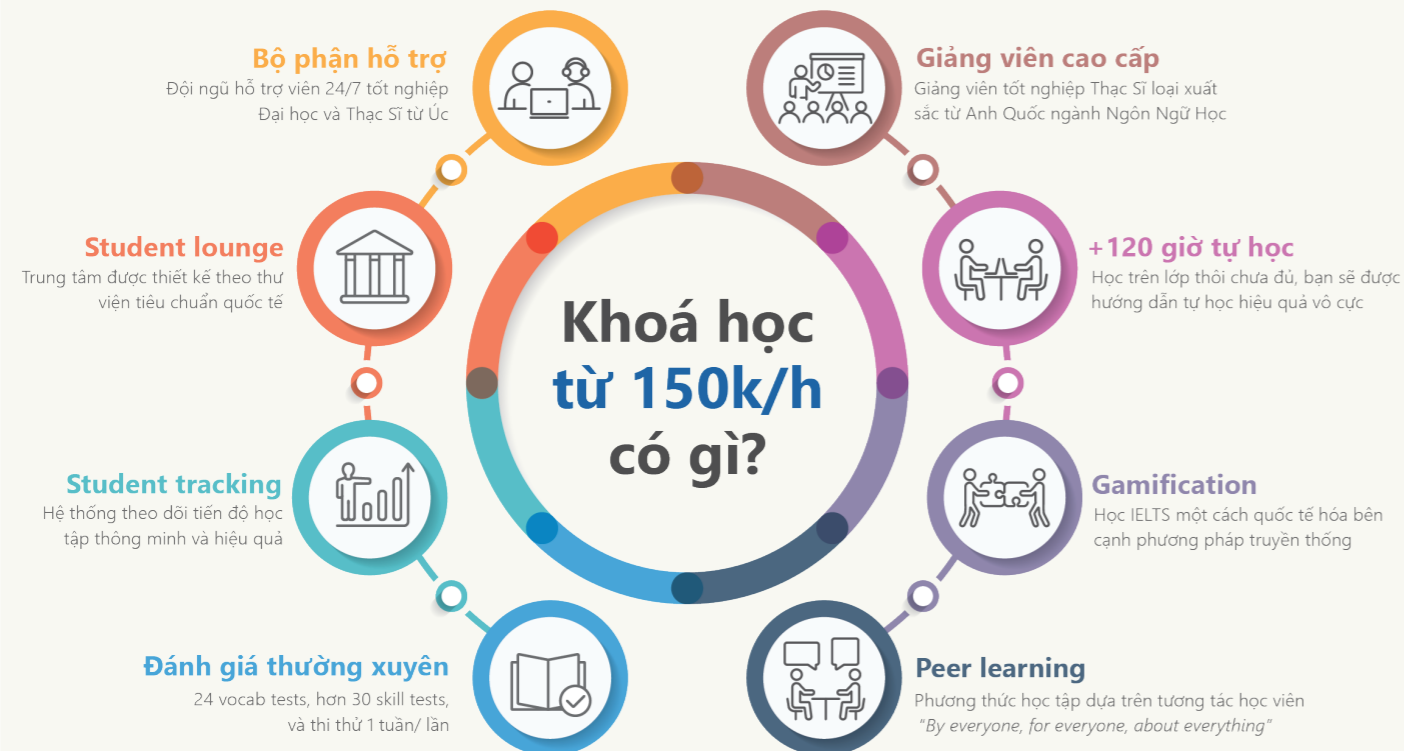 Bộ phận hỗ trợ
Đội ngũ hỗ trợ viên 24/7 tốt nghiệp
Đại học và Thạc Sĩ từ Úc
Giảng viên cao cấp
Giảng viên tốt nghiệp Thạc Sĩ loại xuất
sắc từ Anh Quốc ngành Ngôn Ngữ Học
Student lounge
Trung tâm được thiết kế theo thư
viện tiêu chuẩn quốc tế
+120 giờ tự học
Học trên lớp thôi chưa đủ, bạn sẽ được
hướng dẫn tự học hiệu quả vô cực
Khoá học
từ 150k/h
có gì?
Student tracking
Hệ thống theo dõi tiến độ học
tập thông minh và hiệu quả
Gamification
Học IELTS một cách quốc tế hóa bên
cạnh phương pháp truyền thống
Đánh giá thường xuyên
24 vocab tests, hơn 30 skill tests,
và thi thử 1 tuần/ lần
Peer learning
Phương thức học tập dựa trên tương tác học viên
"By everyone, for everyone, about everything"